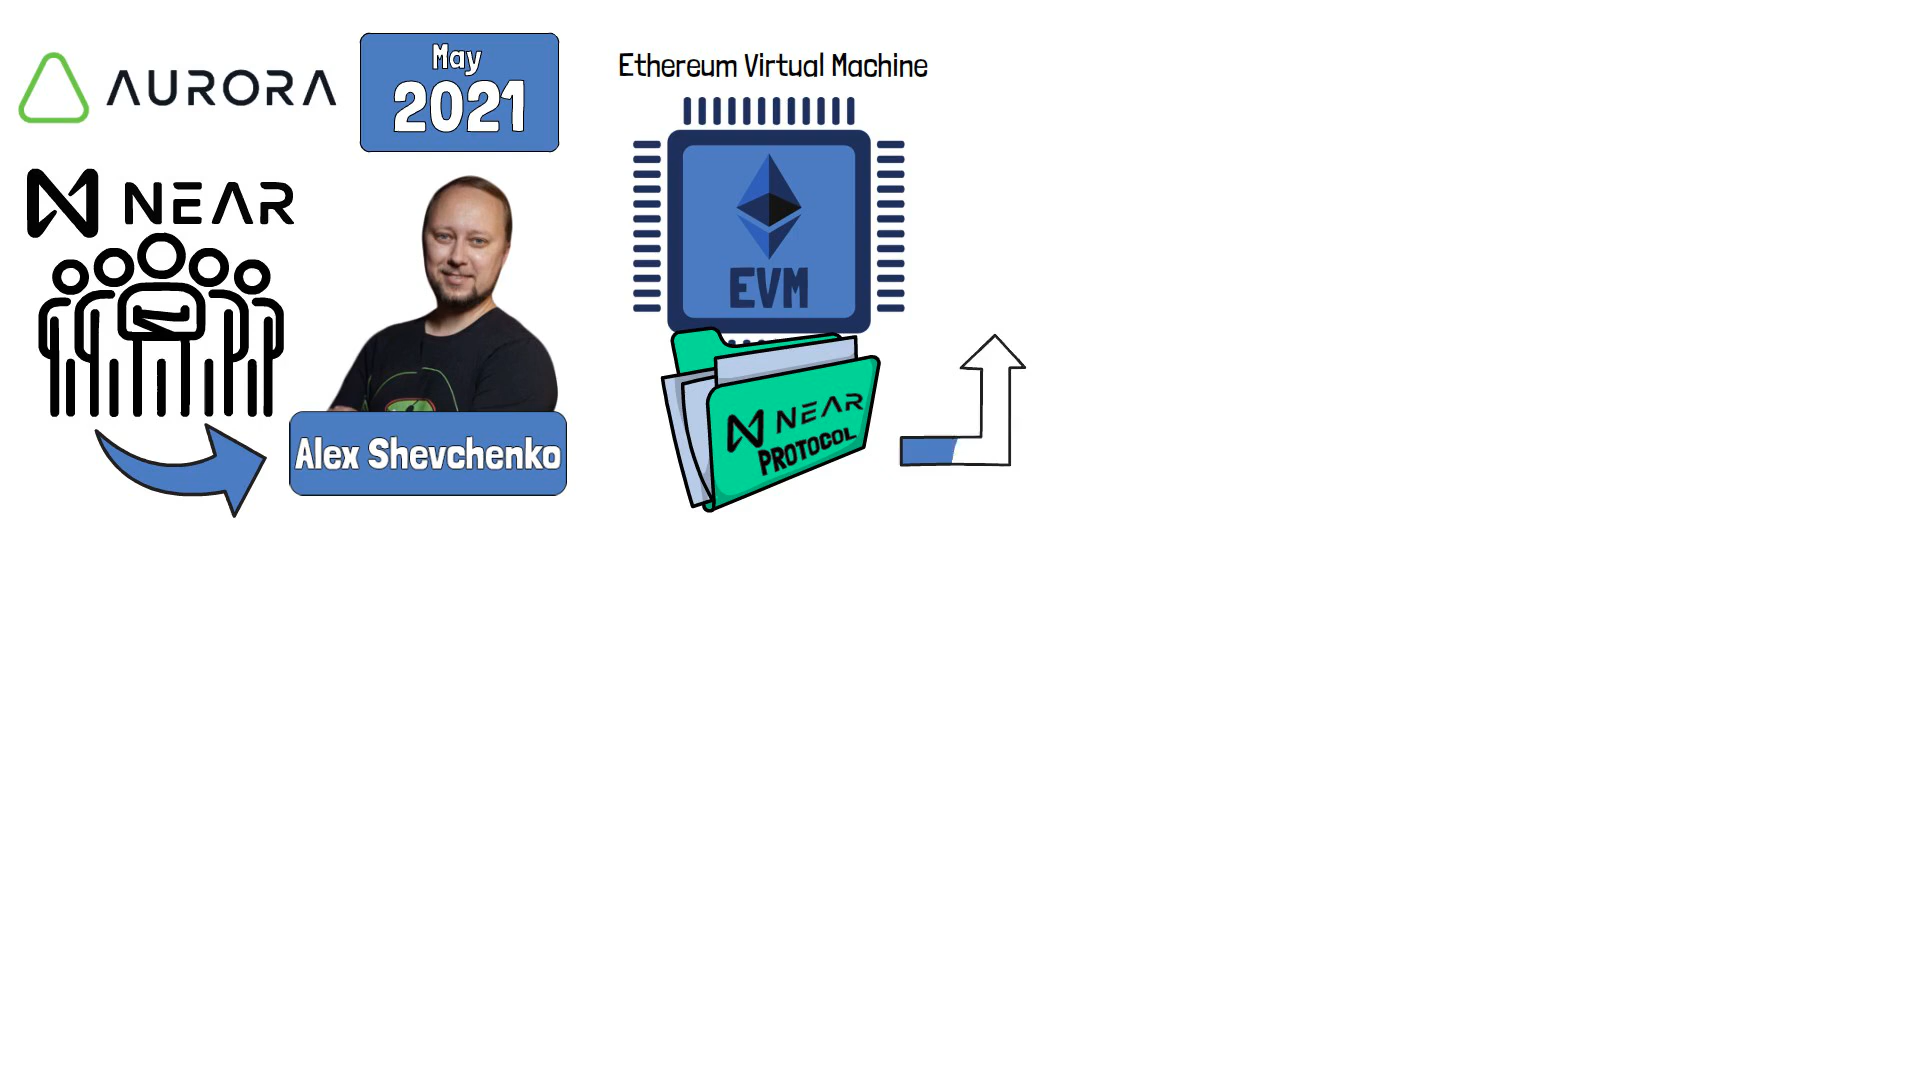 AURORA
May
2021
NEAR
Alex Shevchenko
Ethereum Virtual Machine
EVM
NEAR
PROTOCOL